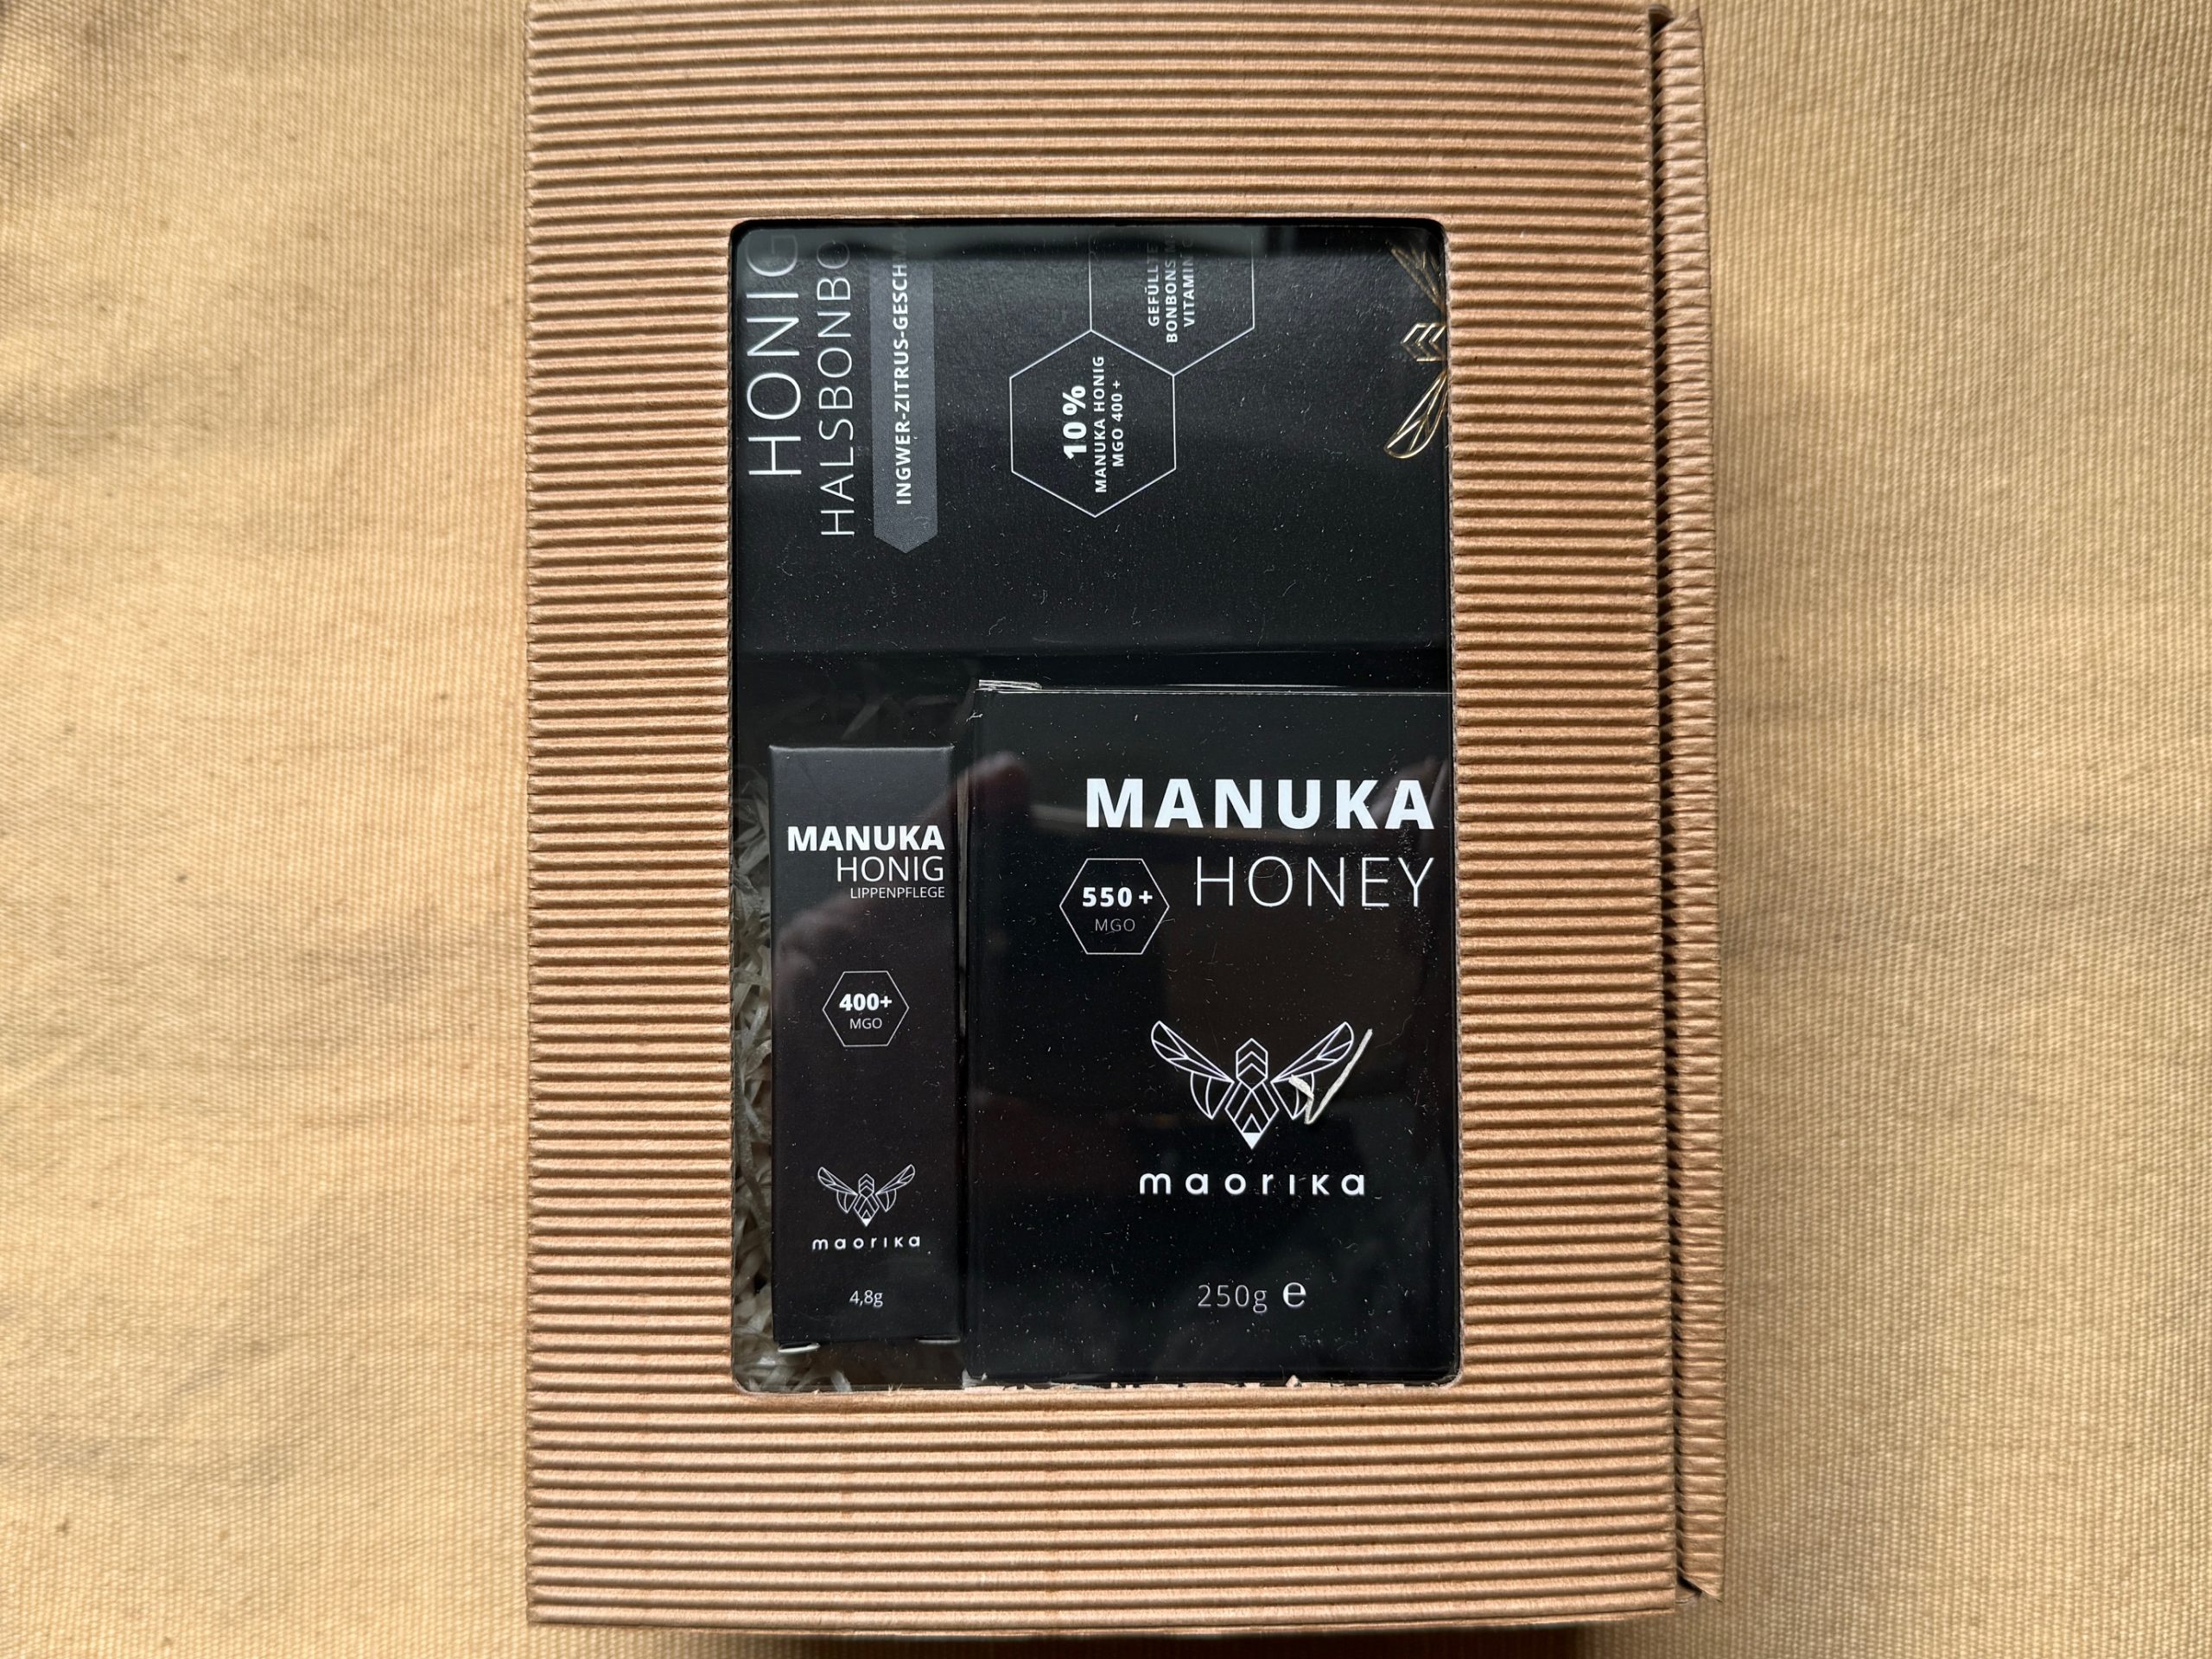 HONIG
HALSBONBO
INGWER-ZITRUS-GESCH
10%
MANUKA HONIG
MGO 400+
GEFÜLLTE
BONBONS
VITAMIN
MANUKA
HONIG
LIPPENPFLEGE
400+
MGO
maorika
4,8g
MANUKA
HONEY
550+
MGO
maorika
250g e